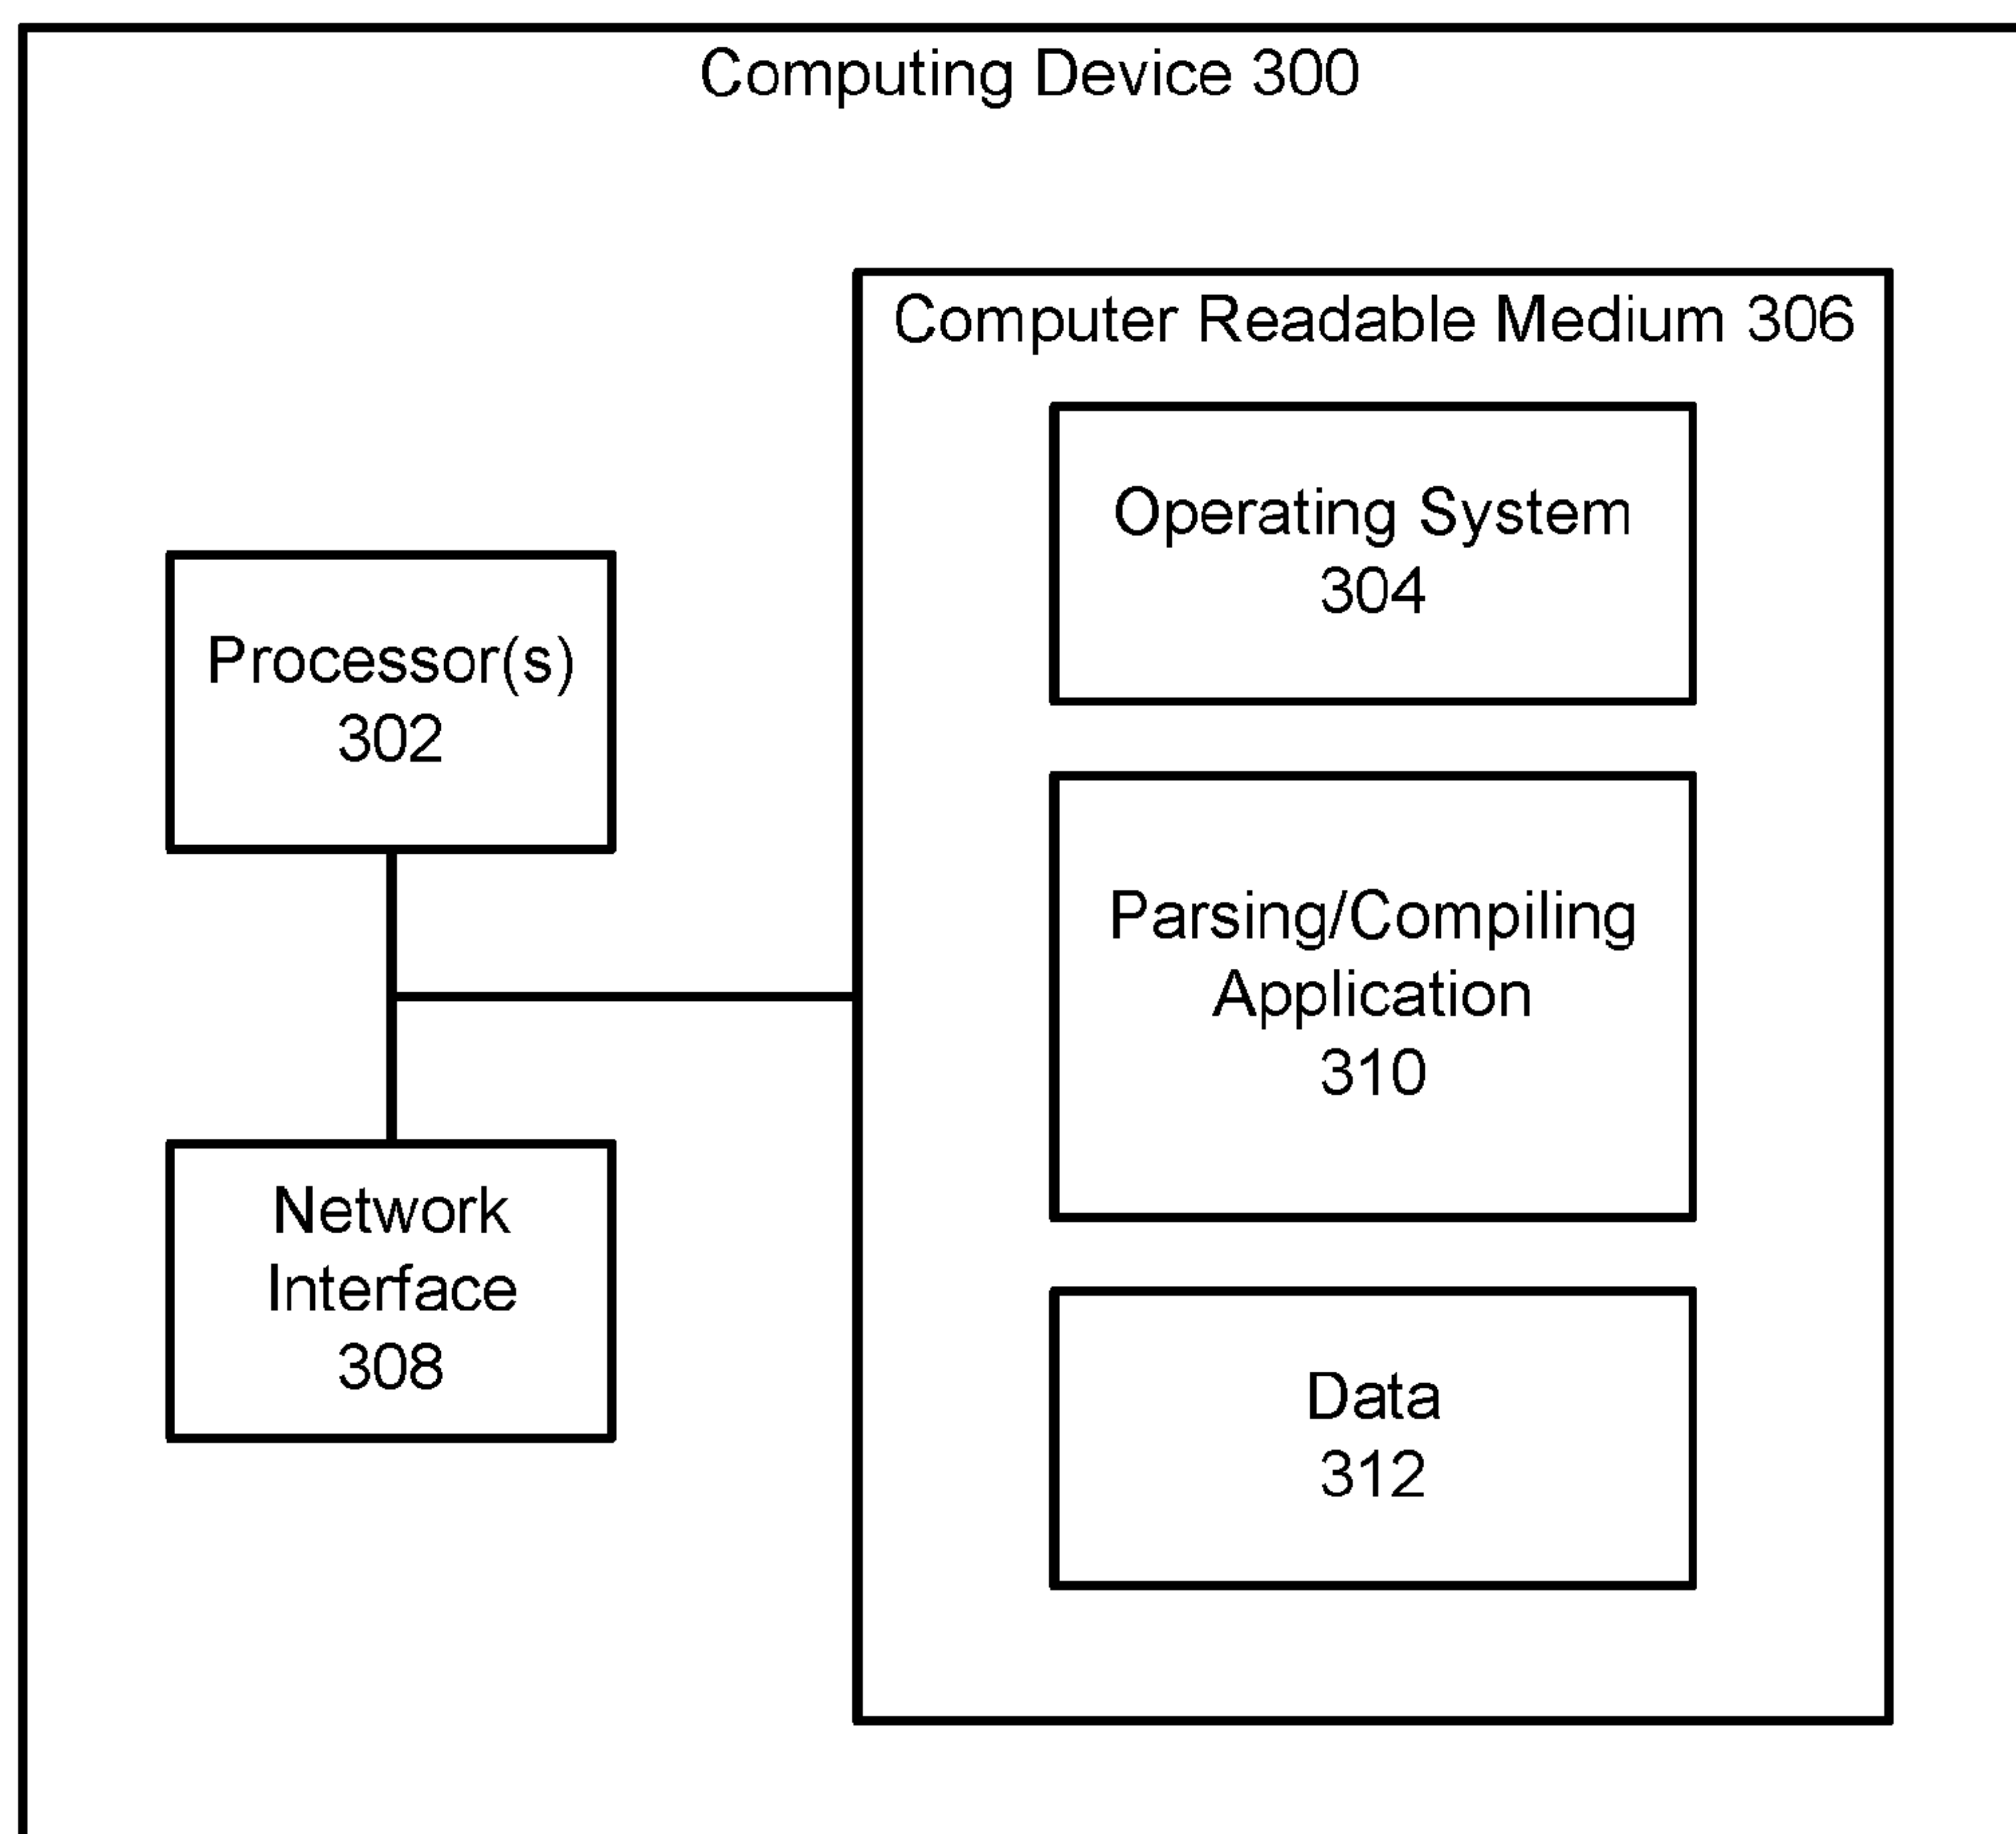 Computing Device 300
Computer Readable Medium 306
Operating System
304
Processor(s)
302
Parsing/Compiling
Application
310
Network
Interface
308
Data
312